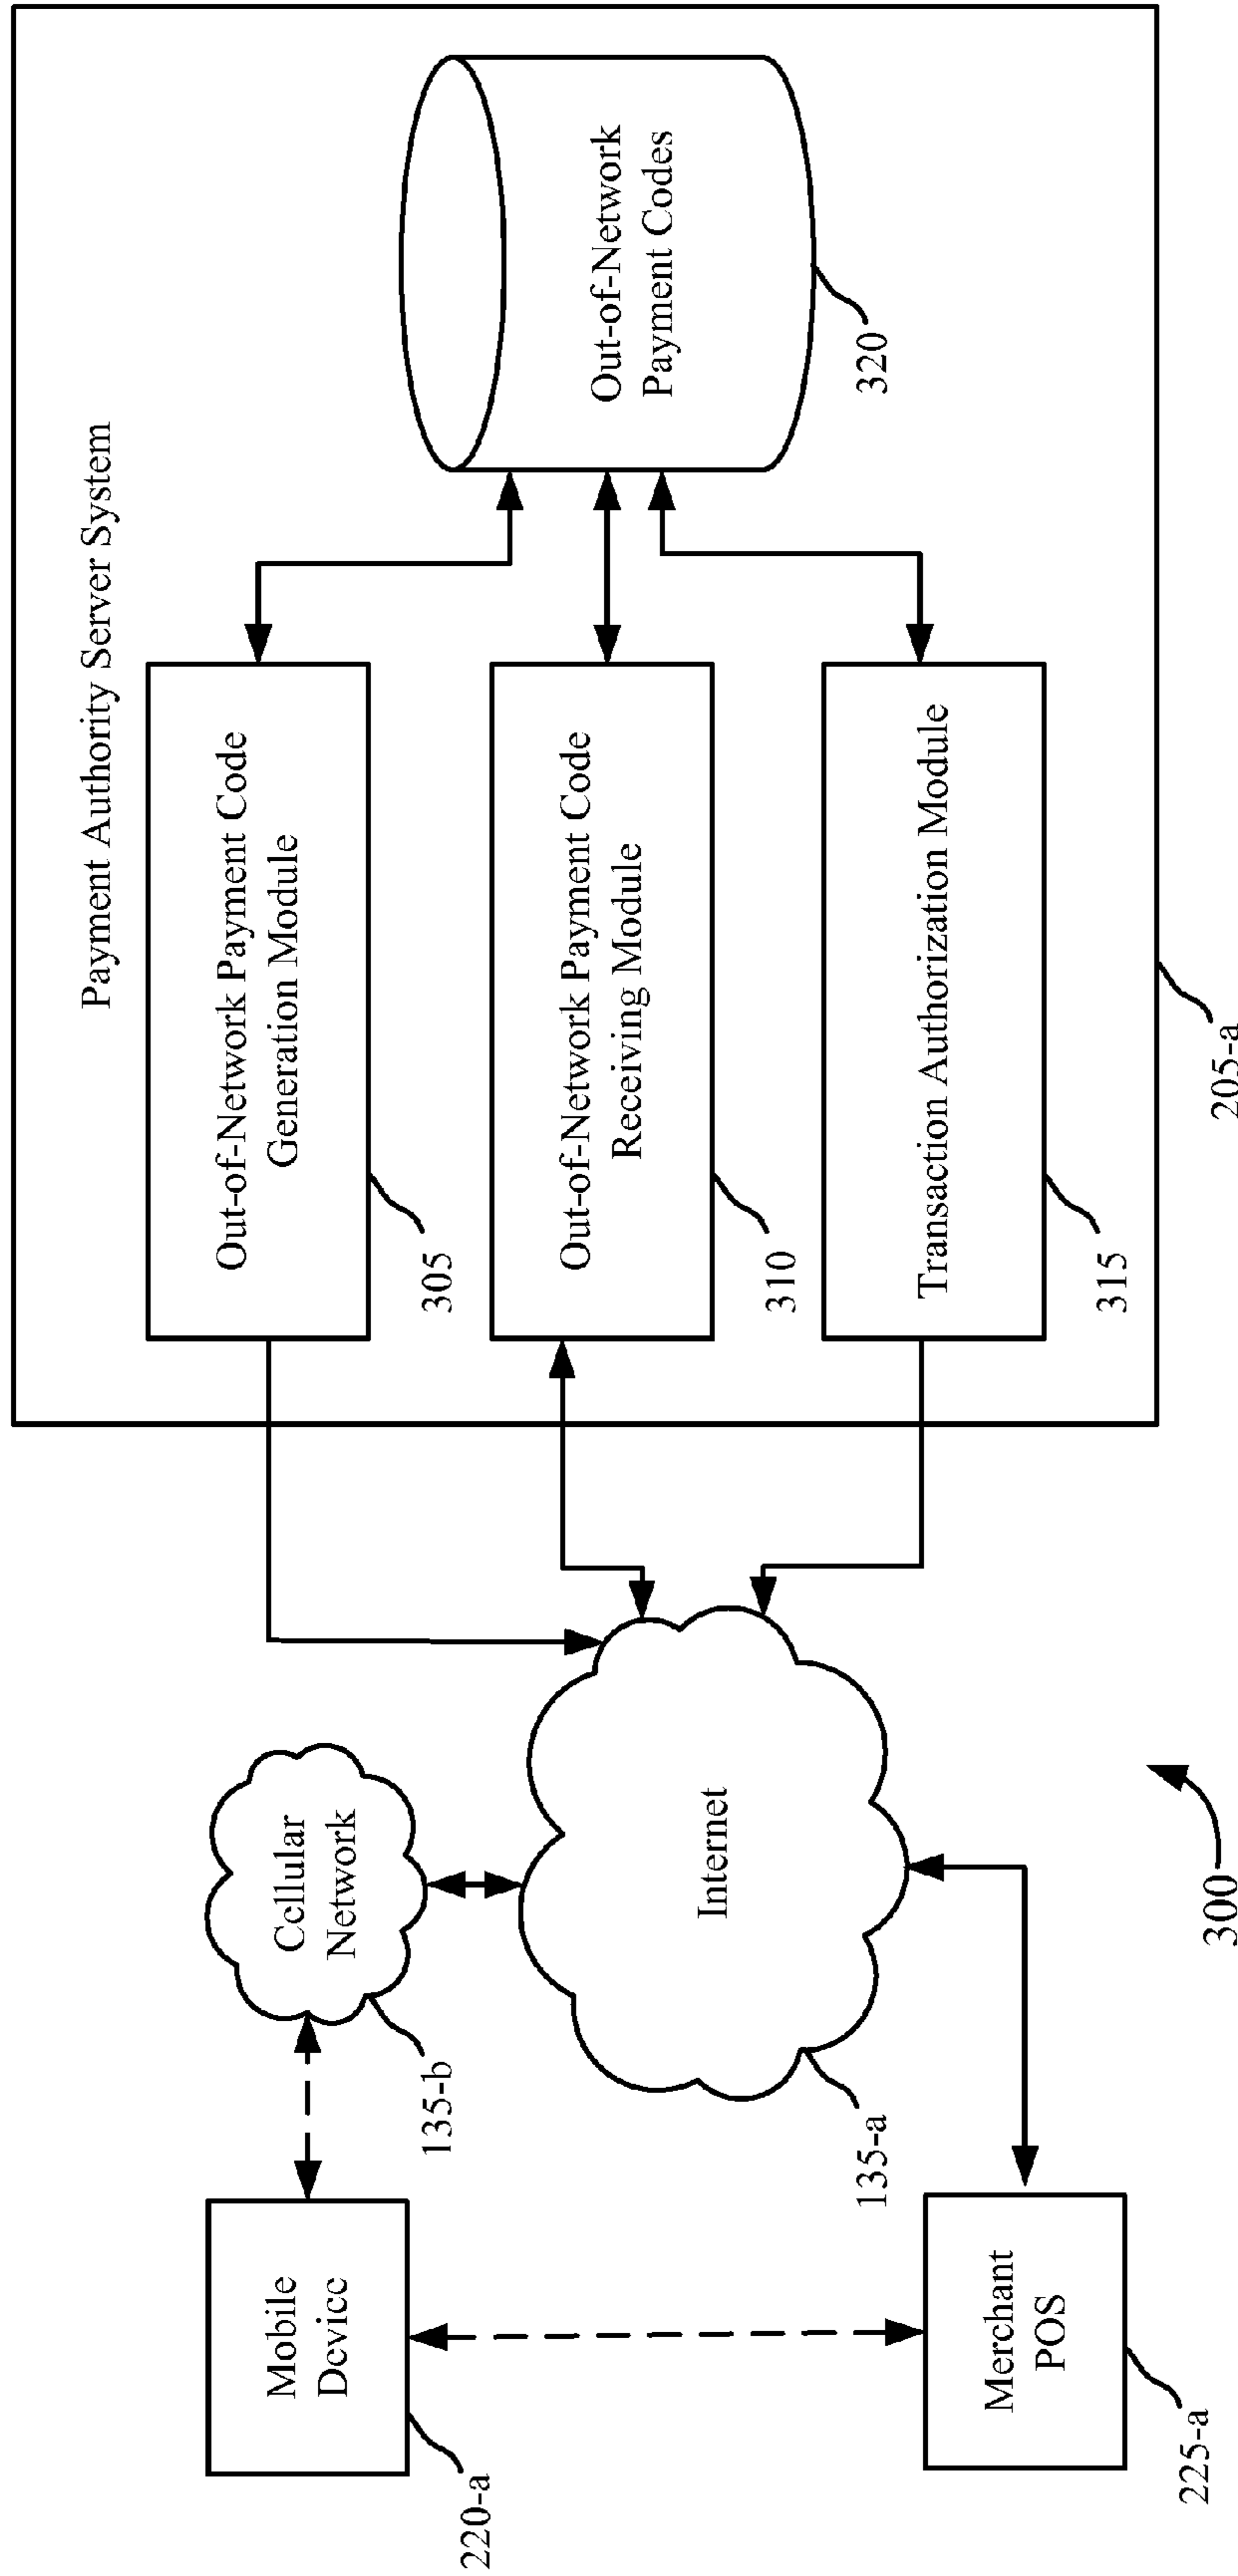 Payment Authority Server System
Out-of-Network Payment Code
Generation Module
305
Out-of-Network Payment Code
Receiving Module
310
Transaction Authorization Module
315
Out-of-Network
Payment Codes
320
205-a
Cellular
Network
135-b
Internet
135-a
Mobile
Device
220-a
Merchant
POS
225-a
300